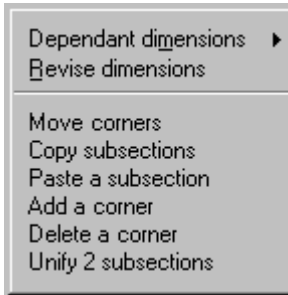 Dependant dimensions
Revise dimensions
Move corners
Copy subsections
Paste a subsection
Add a corner
Delete a corner
Unify 2 subsections